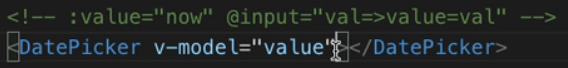 <!-- :value="now" @input="val=>value=val" -->
<DatePicker v-model="value"></DatePicker>